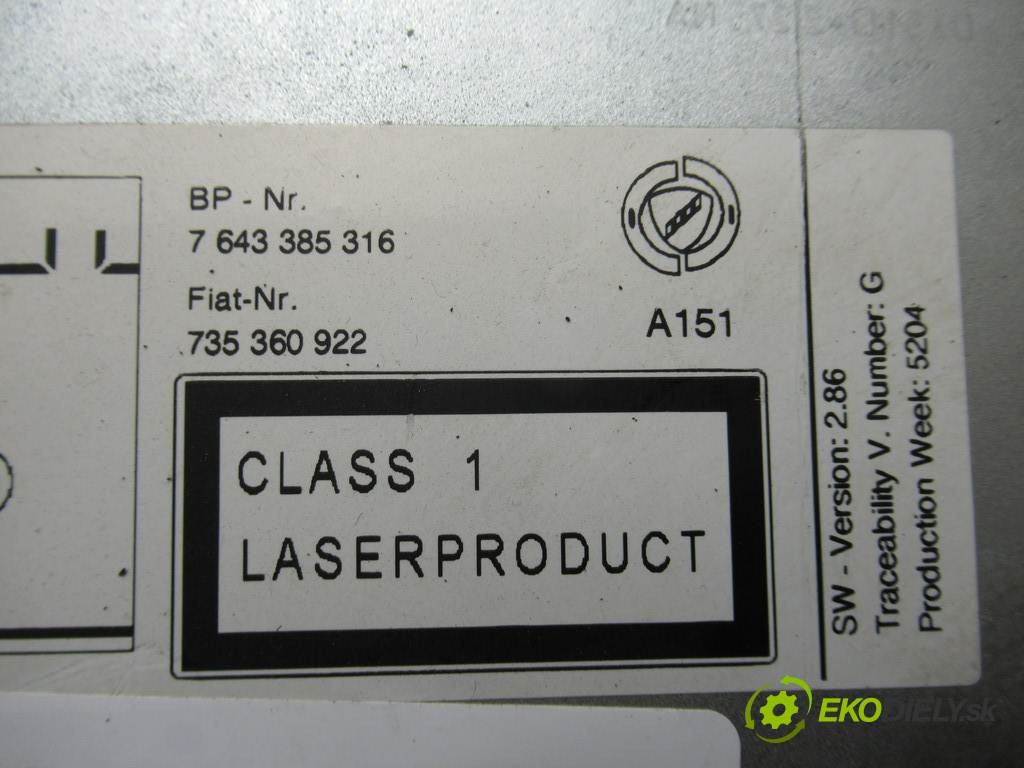 BP - Nr.
7 643 385 316
Fiat-Nr.
735 360 922
A151
CLASS 1
LASERPRODUCT
SW - Version: 2.86
Traceability V. Number: G
Production Week: 5204
EKODIELY.sk